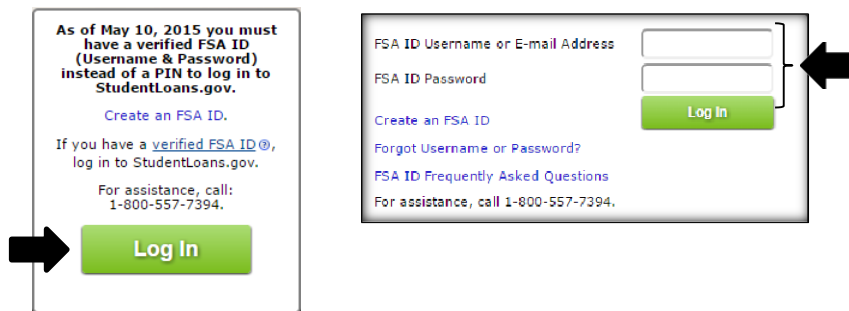 As of May 10, 2015 you must
have a verified FSA ID
(Username & Password)
instead of a PIN to log in to
StudentLoans.gov.
Create an FSA ID.
If you have a verified FSA ID?,
log in to StudentLoans.gov.
For assistance, call:
1-800-557-7394.
Log In
FSA ID Username or E-mail Address
FSA ID Password
Log In
Create an FSA ID
Forgot Username or Password?
FSA ID Frequently Asked Questions
For assistance, call 1-800-557-7394.